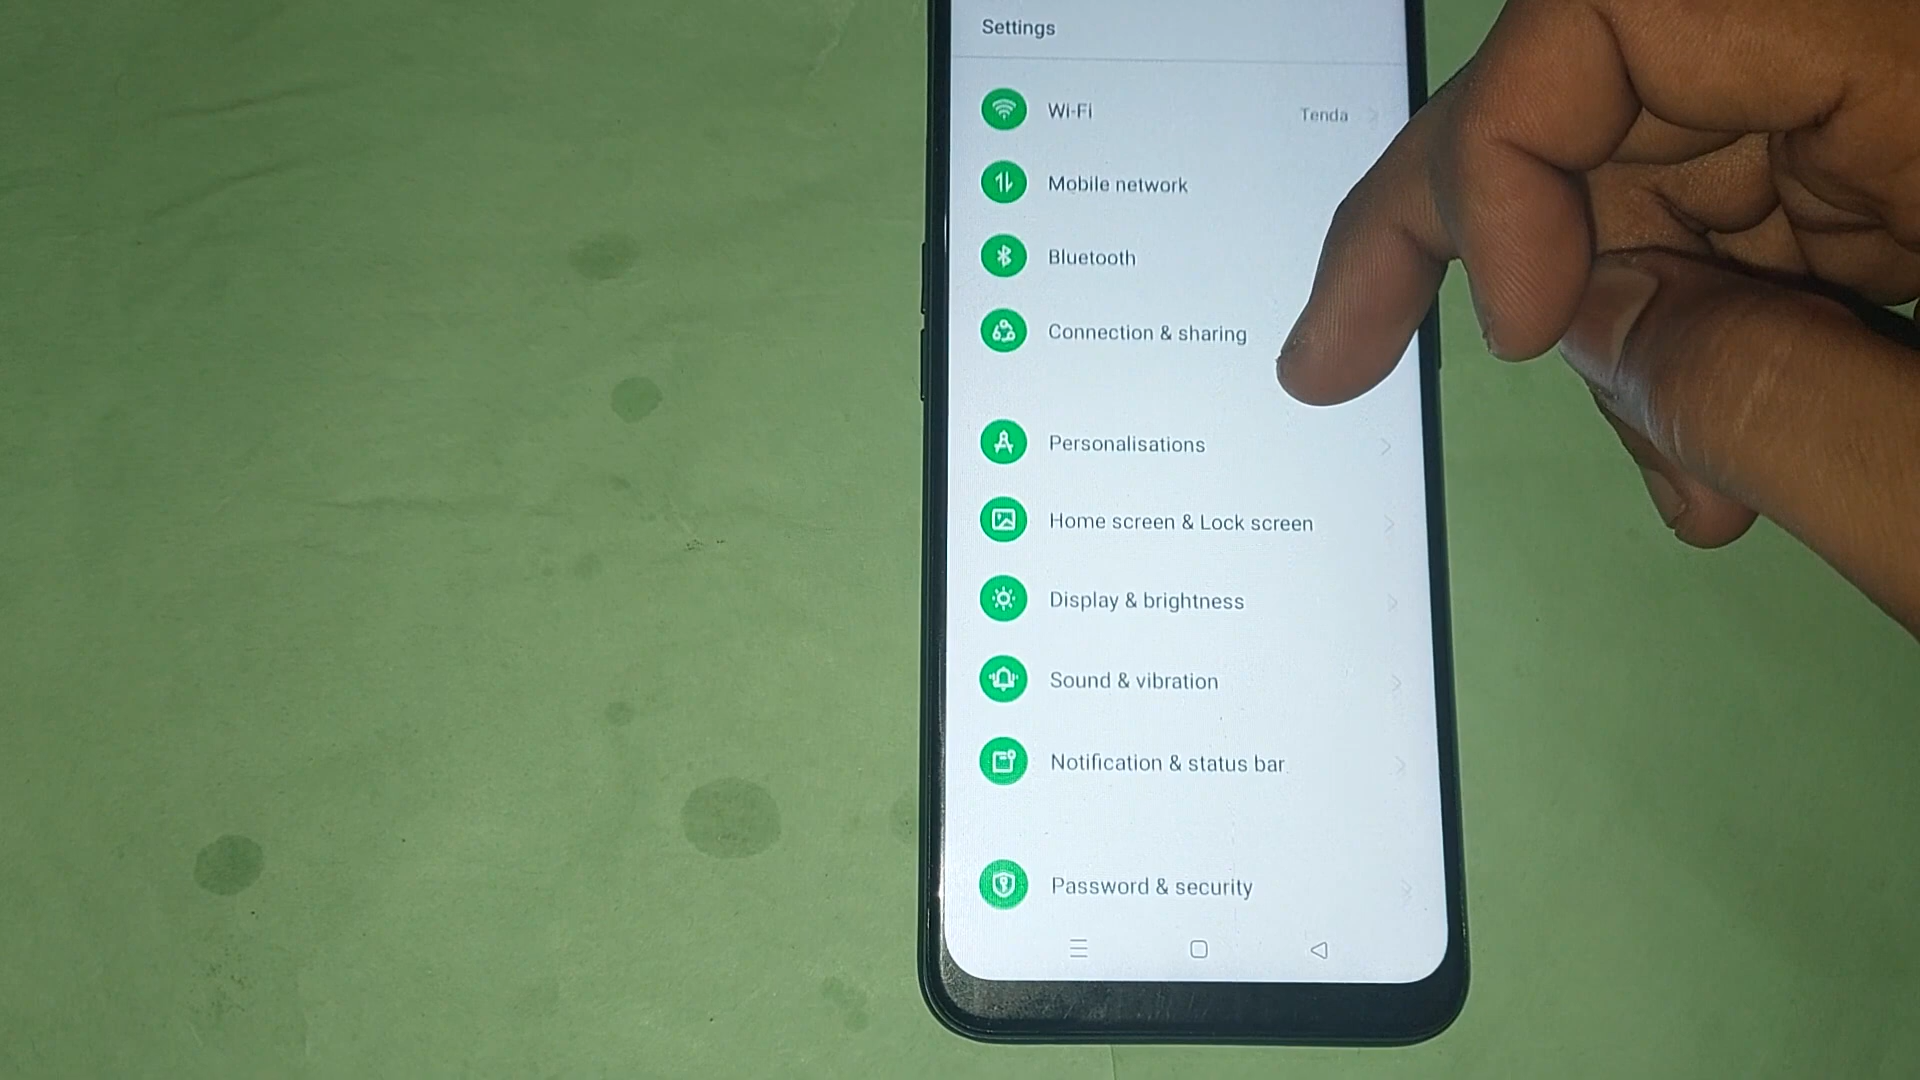 Settings
Wi-Fi Tenda
Mobile network
Bluetooth
Connection & sharing
Personalisations
Home screen & Lock screen
Display & brightness
Sound & vibration
Notification & status bar
Password & security